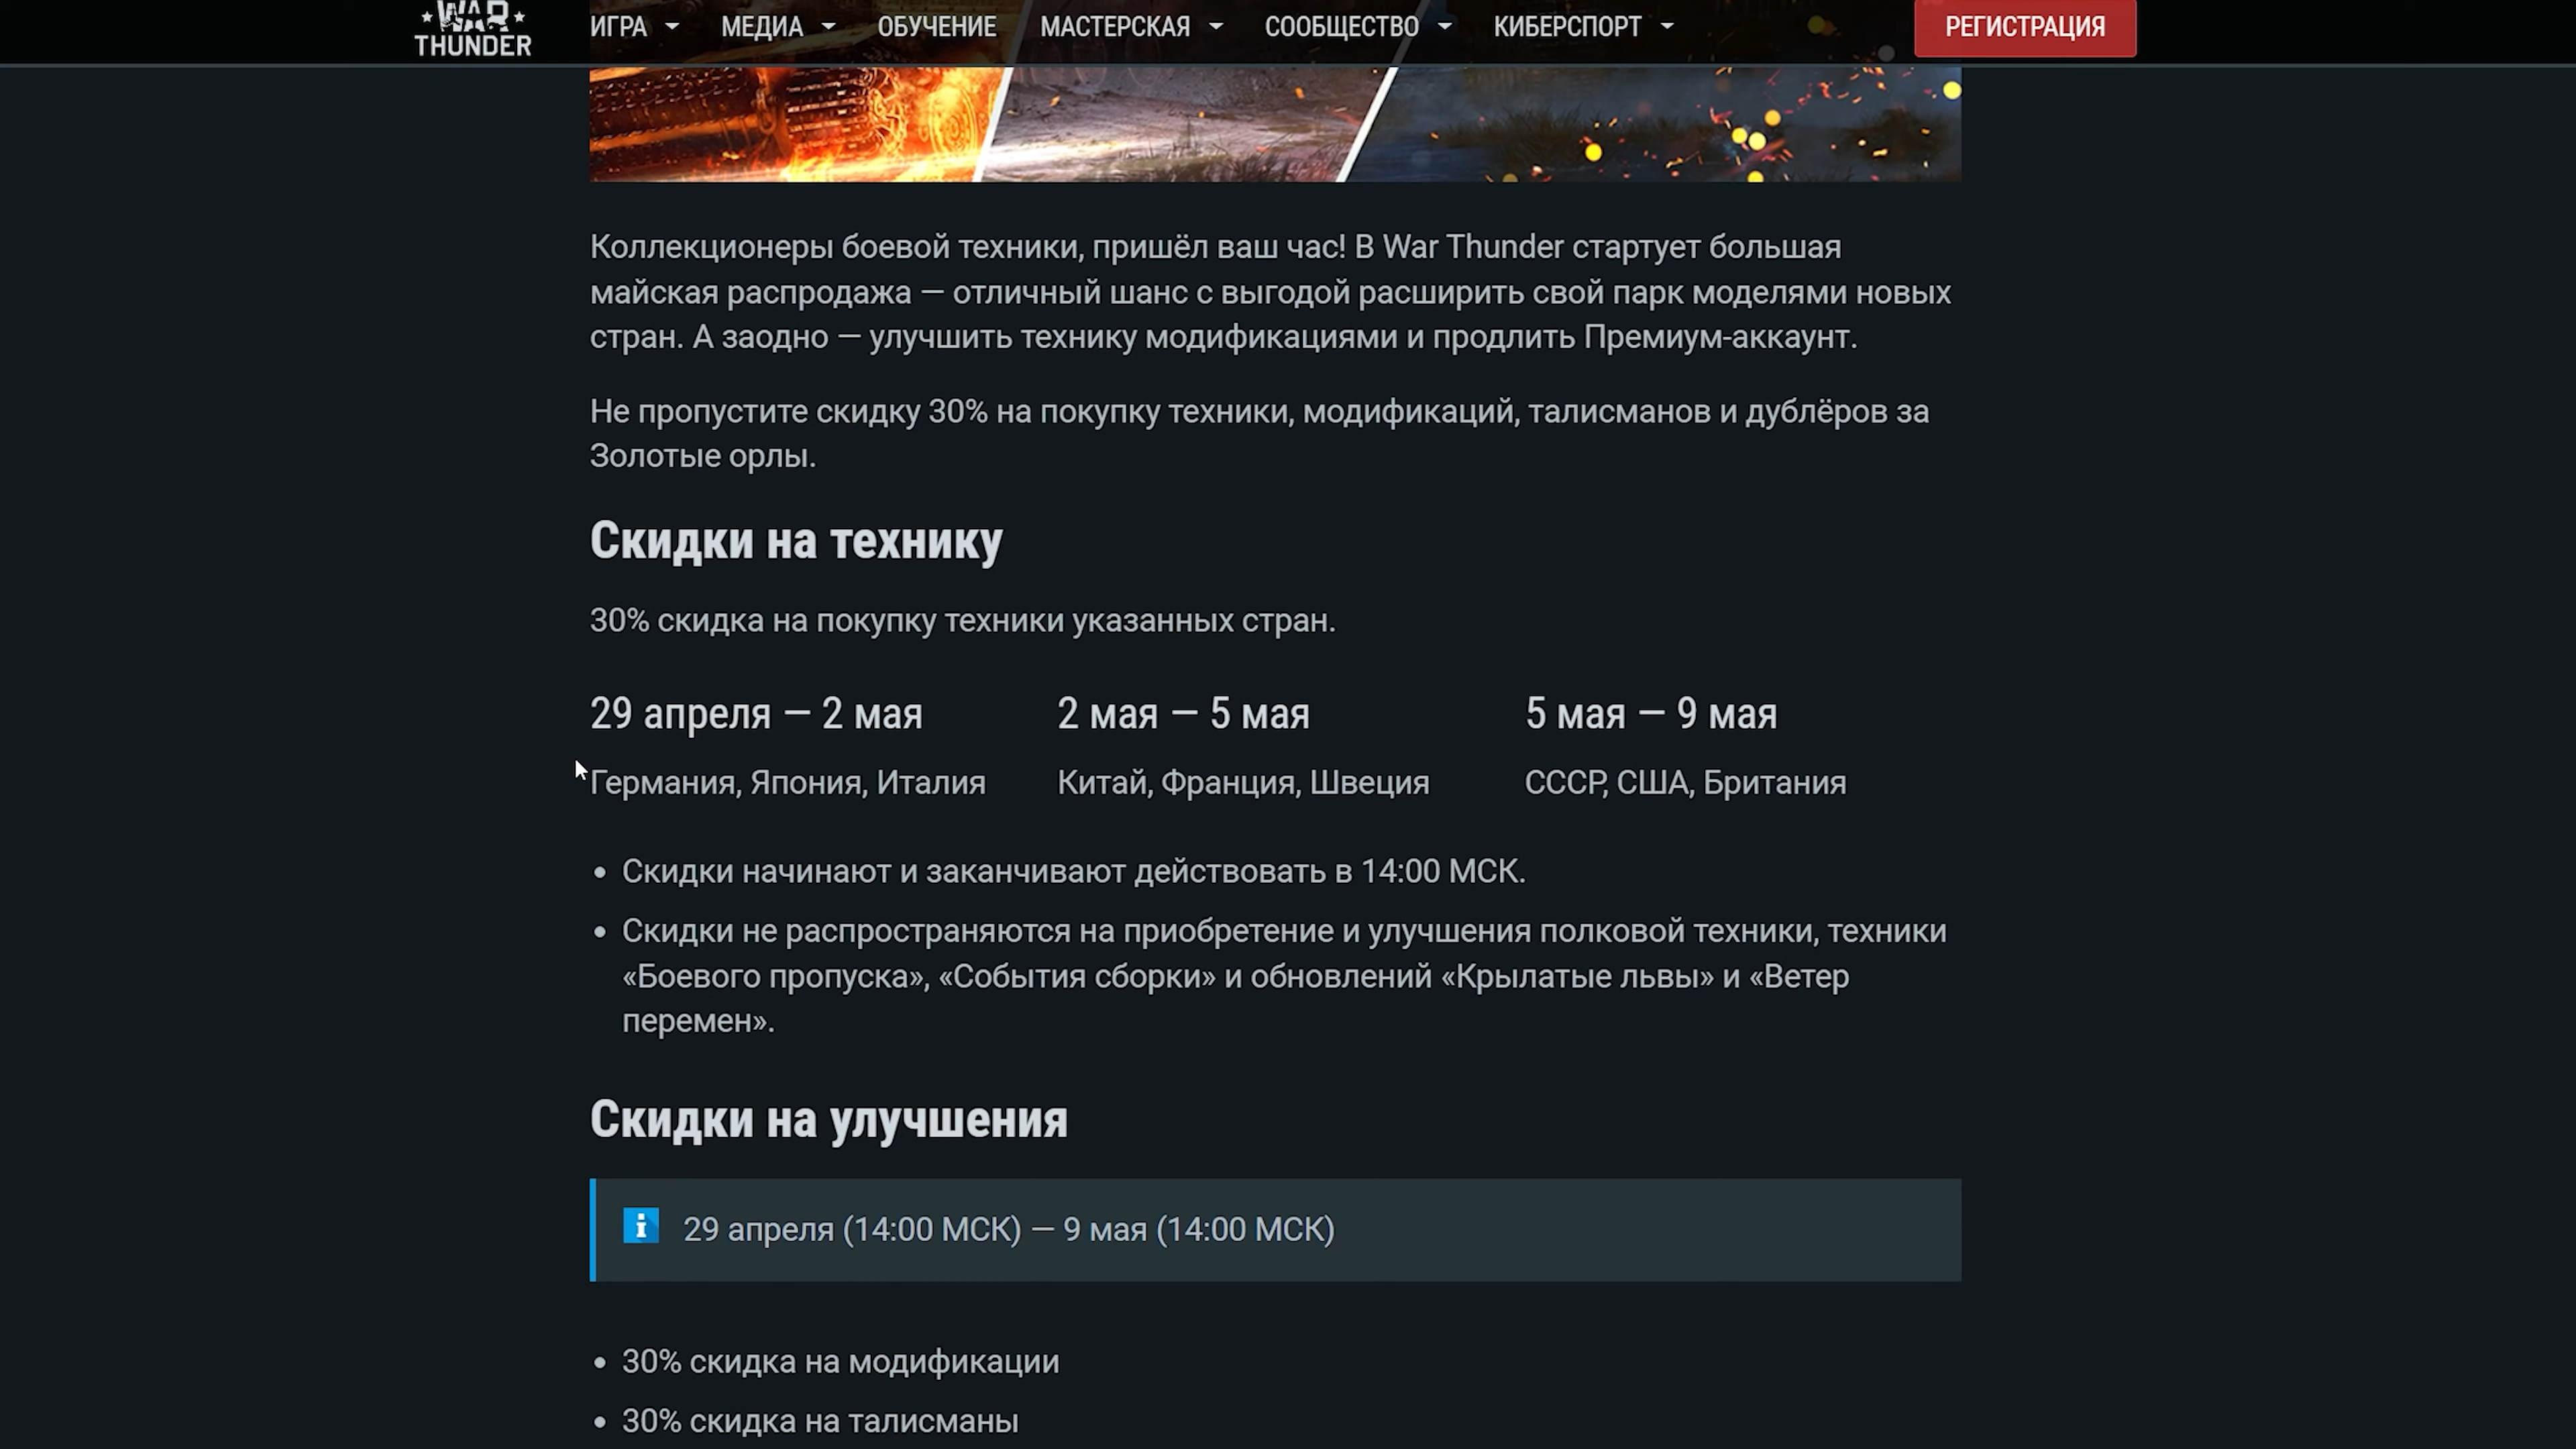 WAR
THUNDER
ИГРА МЕДИА ОБУЧЕНИЕ МАСТЕРСКАЯ СООБЩЕСТВО КИБЕРСПОРТ РЕГИСТРАЦИЯ
Коллекционеры боевой техники, пришёл ваш час! В War Thunder стартует большая
майская распродажа — отличный шанс с выгодой расширить свой парк моделями новых
стран. А заодно — улучшить технику модификациями и продлить Премиум-аккаунт.
Не пропустите скидку 30% на покупку техники, модификаций, талисманов и дублёров за
Золотые орлы.
Скидки на технику
30% скидка на покупку техники указанных стран.
29 апреля — 2 мая 2 мая — 5 мая 5 мая — 9 мая
Германия, Япония, Италия Китай, Франция, Швеция СССР, США, Британия
• Скидки начинают и заканчивают действовать в 14:00 МСК.
• Скидки не распространяются на приобретение и улучшения полковой техники, техники
«Боевого пропуска», «События сборки» и обновлений «Крылатые львы» и «Ветер
перемен».
Скидки на улучшения
29 апреля (14:00 МСК) — 9 мая (14:00 МСК)
• 30% скидка на модификации
• 30% скидка на талисманы